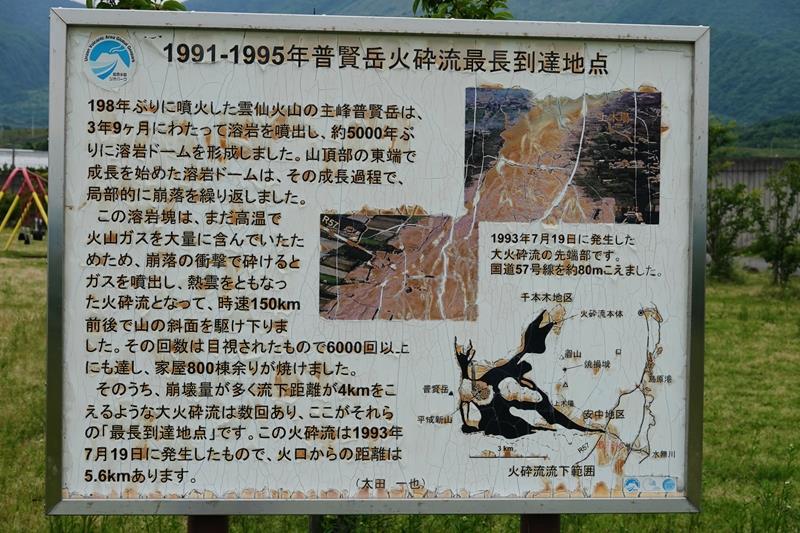 1991-1995年普賢岳火砕流最長到達地点
198年ぶりに噴火した雲仙火山の主峰普賢岳は、
3年9ヶ月にわたって溶岩を噴出し、約5000年ぶ
りに溶岩ドームを形成しました。山頂部の東端で
成長を始めた溶岩ドームは、その成長過程で、
局部的に崩落を繰り返しました。
この溶岩塊は、まだ高温で
火山ガスを大量に含んでいたた
めため、崩落の衝撃で砕けると
ガスを噴出し、熱雲をともなっ
た火砕流となって、時速150km
前後で山の斜面を駆け下りま
した。その回数は目視されたもので6000回以上
にも達し、家屋800棟余りが焼けました。
そのうち、崩壊量が多く流下距離が4kmをこ
えるような大火砕流は数回あり、ここがそれら
の「最長到達地点」です。この火砕流は1993年
7月19日に発生したもので、火口からの距離は
5.6kmあります。
(太田 一也)
上木場
R57
1993年7月19日に発生した
大火砕流の先端部です。
国道57号線を約80mこえました。
千本木地区
火砕流本体
眉山
流損域
島原港
普賢岳
平成新山
上木場
安中地区
R57
水無川
3 km
火砕流流下範囲